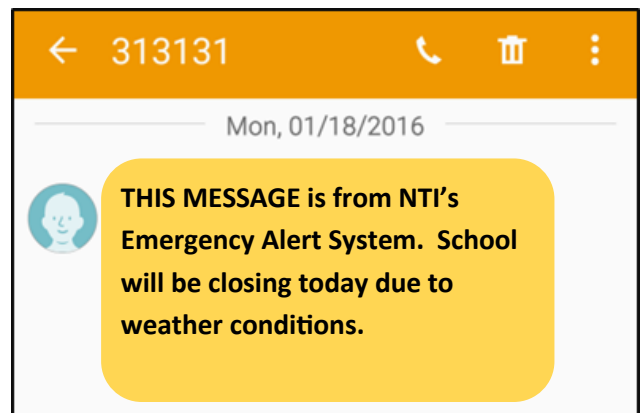 313131
Mon, 01/18/2016
THIS MESSAGE is from NTI’s
Emergency Alert System.  School
will be closing today due to
weather conditions.